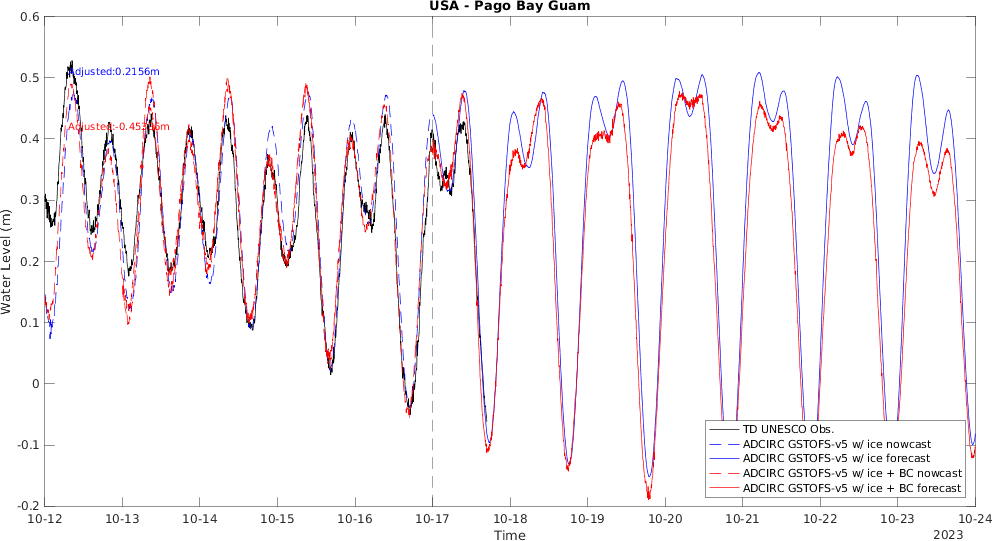 USA - Pago Bay Guam
0.6
0.5
0.4
0.3
0.2
0.1
0
-0.1
-0.2
Water Level (m)
Adjusted:0.2156m
TD UNESCO Obs.
ADCIRC GSTOFS-v5 w/ ice nowcast
ADCIRC GSTOFS-v5 w/ ice forecast
ADCIRC GSTOFS-v5 w/ ice + BC nowcast
ADCIRC GSTOFS-v5 w/ ice + BC forecast
10-12 10-13 10-14 10-15 10-16 10-17 10-18 10-19 10-20 10-21 10-22 10-23 10-24
Time
2023